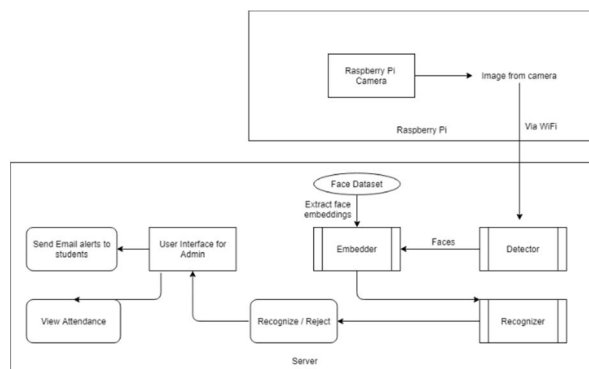 Raspberry Pi
Camera
Image from camera
Raspberry Pi
Via WiFi
Face Dataset
Extract face
embeddings
Send Email alerts to
students
User Interface for
Admin
Embedder
Faces
Detector
View Attendance
Recognize / Reject
Recognizer
Server